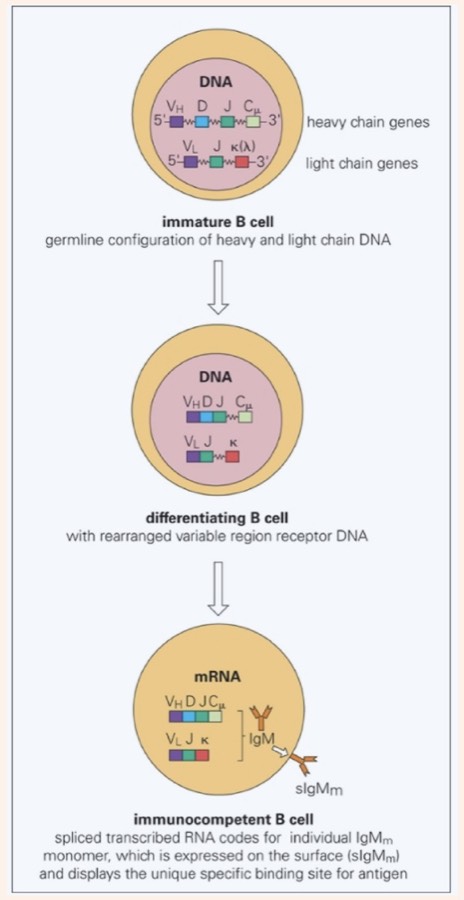 DNA
VH D J Cμ
5' 3' heavy chain genes
VL J κ(λ)
5' 3' light chain genes
immature B cell
germline configuration of heavy and light chain DNA
DNA
VH D J Cμ
VL J κ
differentiating B cell
with rearranged variable region receptor DNA
mRNA
VH D J Cμ
VL J κ
IgM
sIgMm
immunocompetent B cell
spliced transcribed RNA codes for individual IgMm
monomer, which is expressed on the surface (sIgMm)
and displays the unique specific binding site for antigen